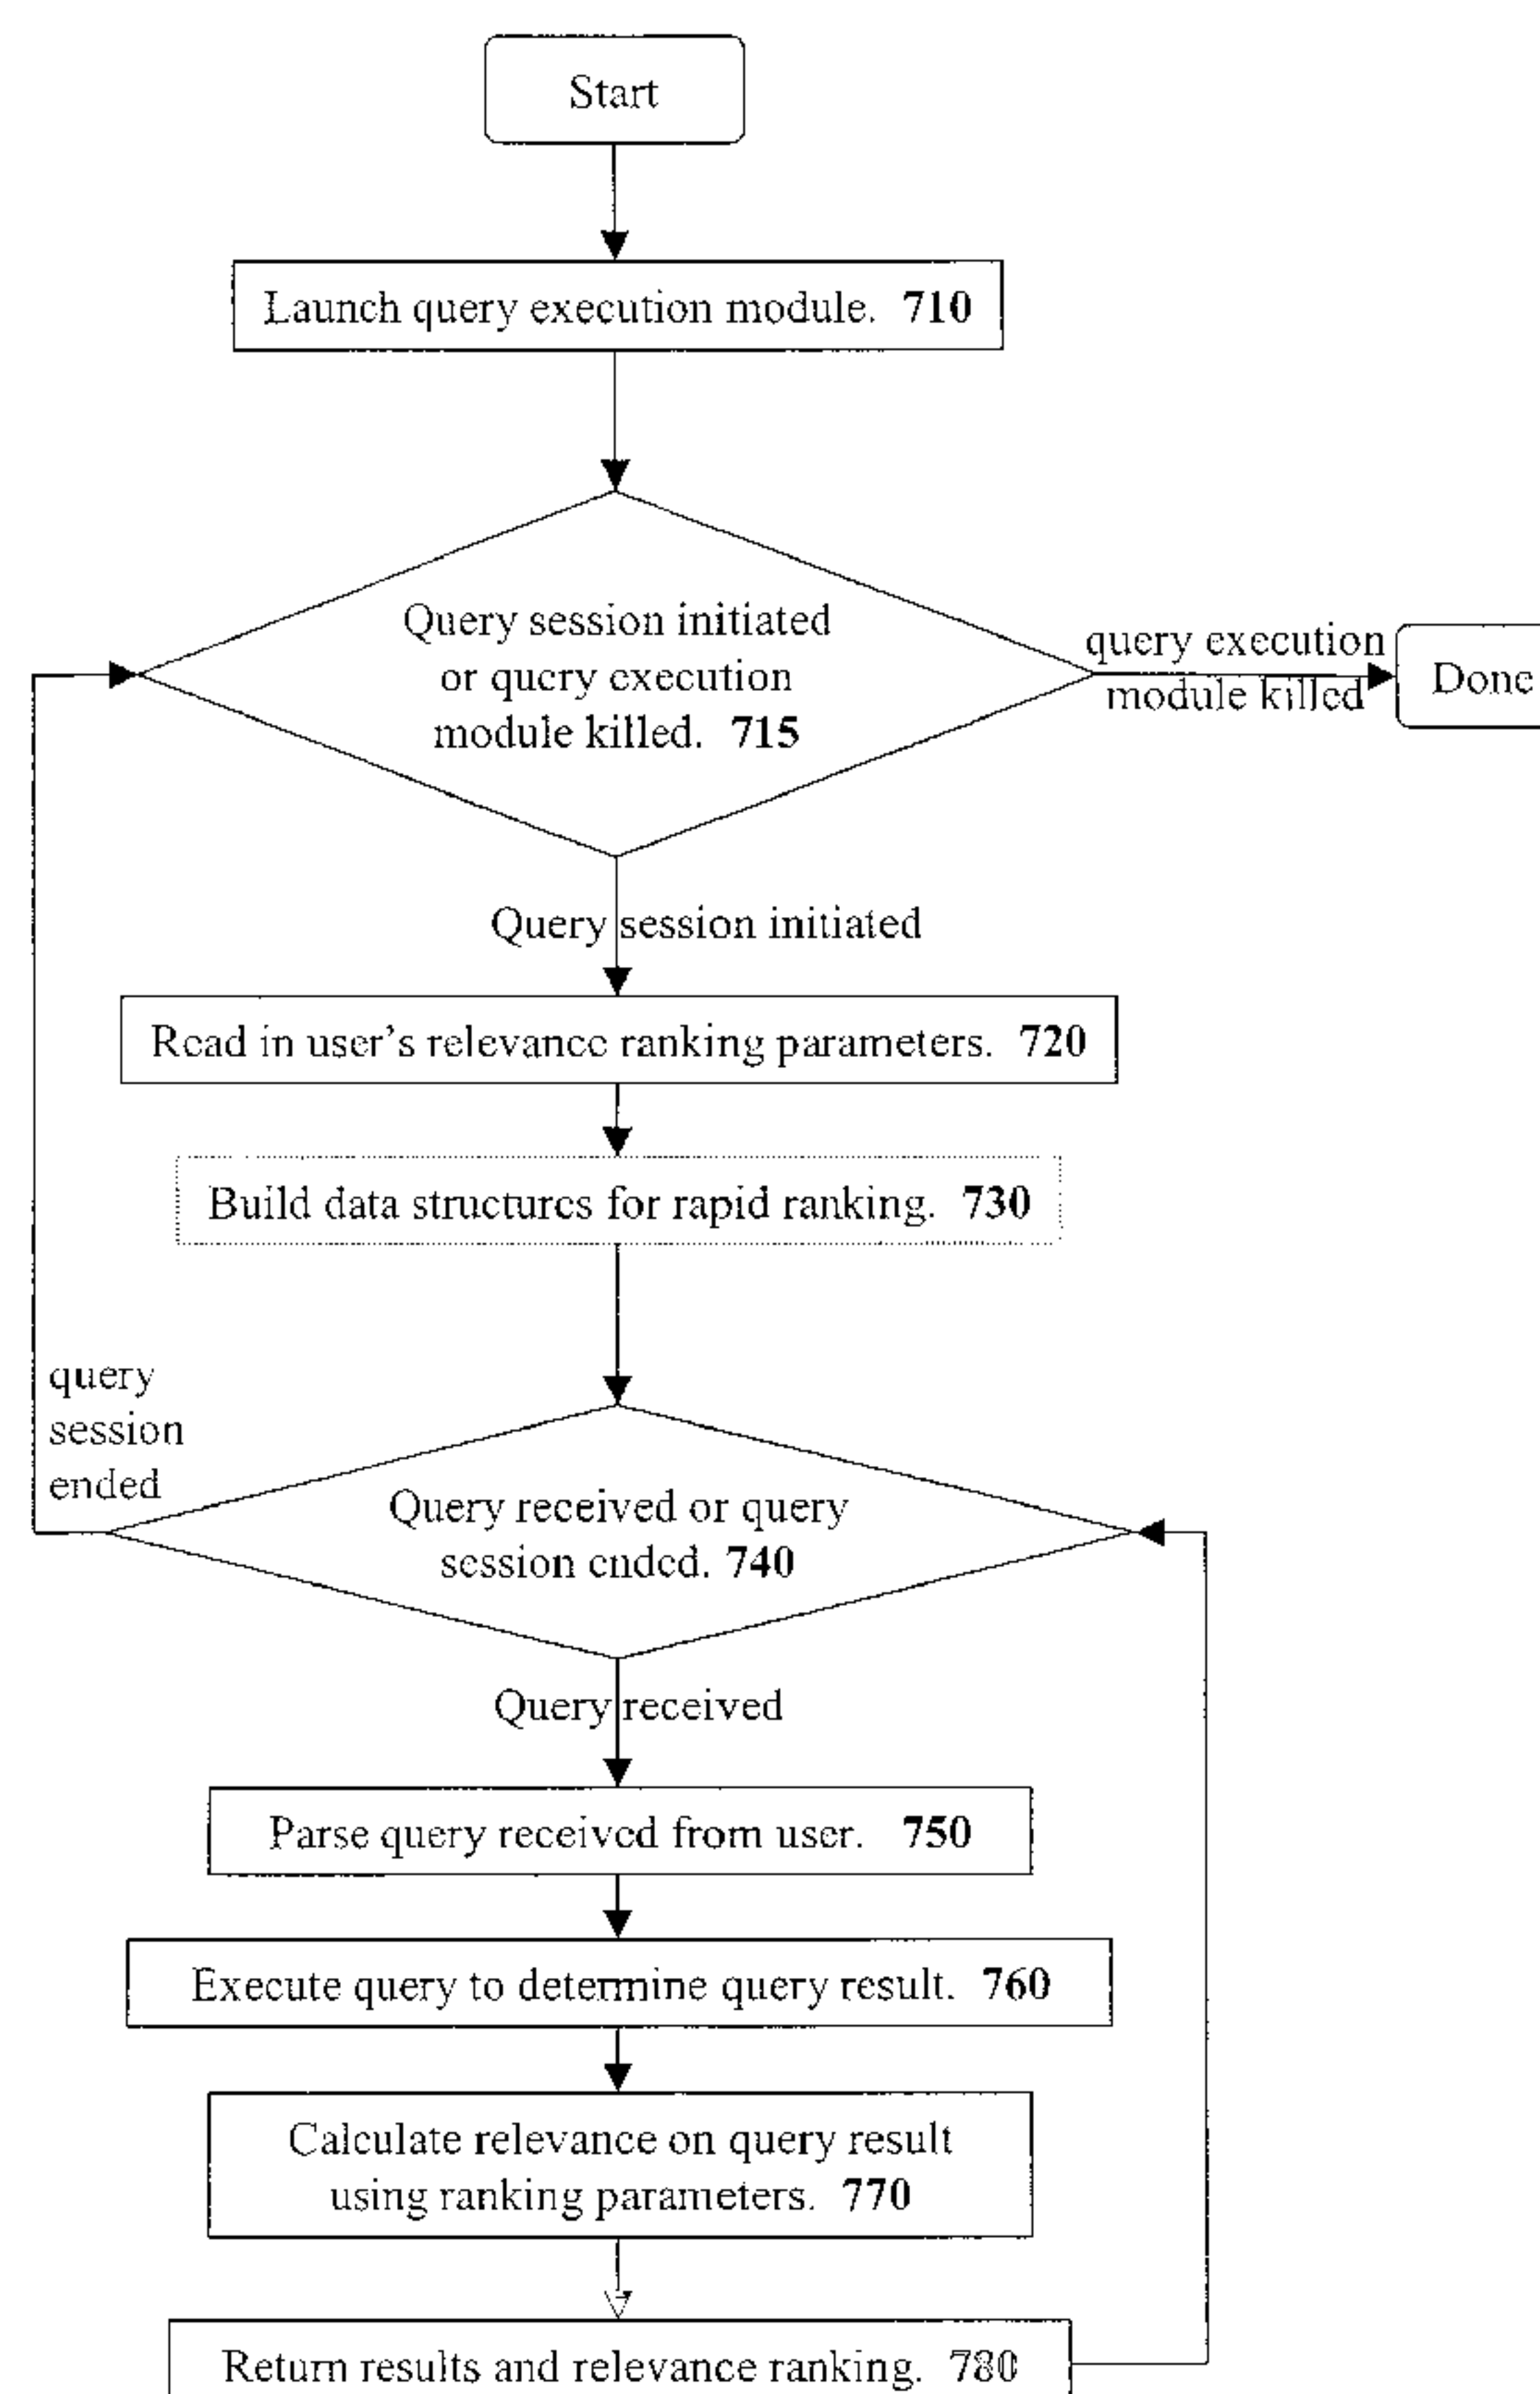 Start
Launch query execution module. 710
Query session initiated
or query execution
module killed. 715
query execution
module killed
Done
Query session initiated
Read in user's relevance ranking parameters. 720
Build data structures for rapid ranking. 730
query
session
ended
Query received or query
session ended. 740
Query received
Parse query received from user. 750
Execute query to determine query result. 760
Calculate relevance on query result
using ranking parameters. 770
Return results and relevance ranking. 780